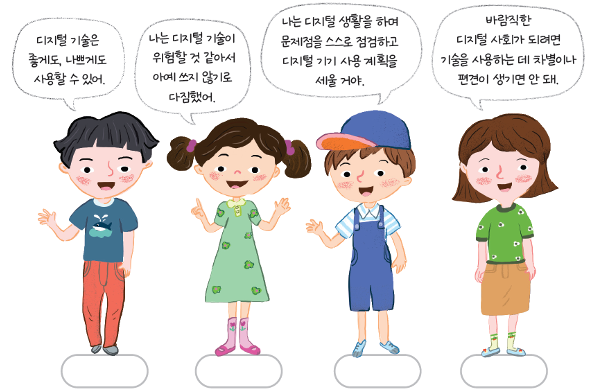 디지털 기술은
좋게도, 나쁘게도
사용할 수 있어.
나는 디지털 기술이
위험할 것 같아서
아예 쓰지 않기로
다짐했어.
나는 디지털 생활을 하며
문제점을 스스로 점검하고
디지털 기기 사용 계획을
세울 거야.
바람직한
디지털 사회가 되려면
기술을 사용하는 데 차별이나
편견이 생기면 안 돼.